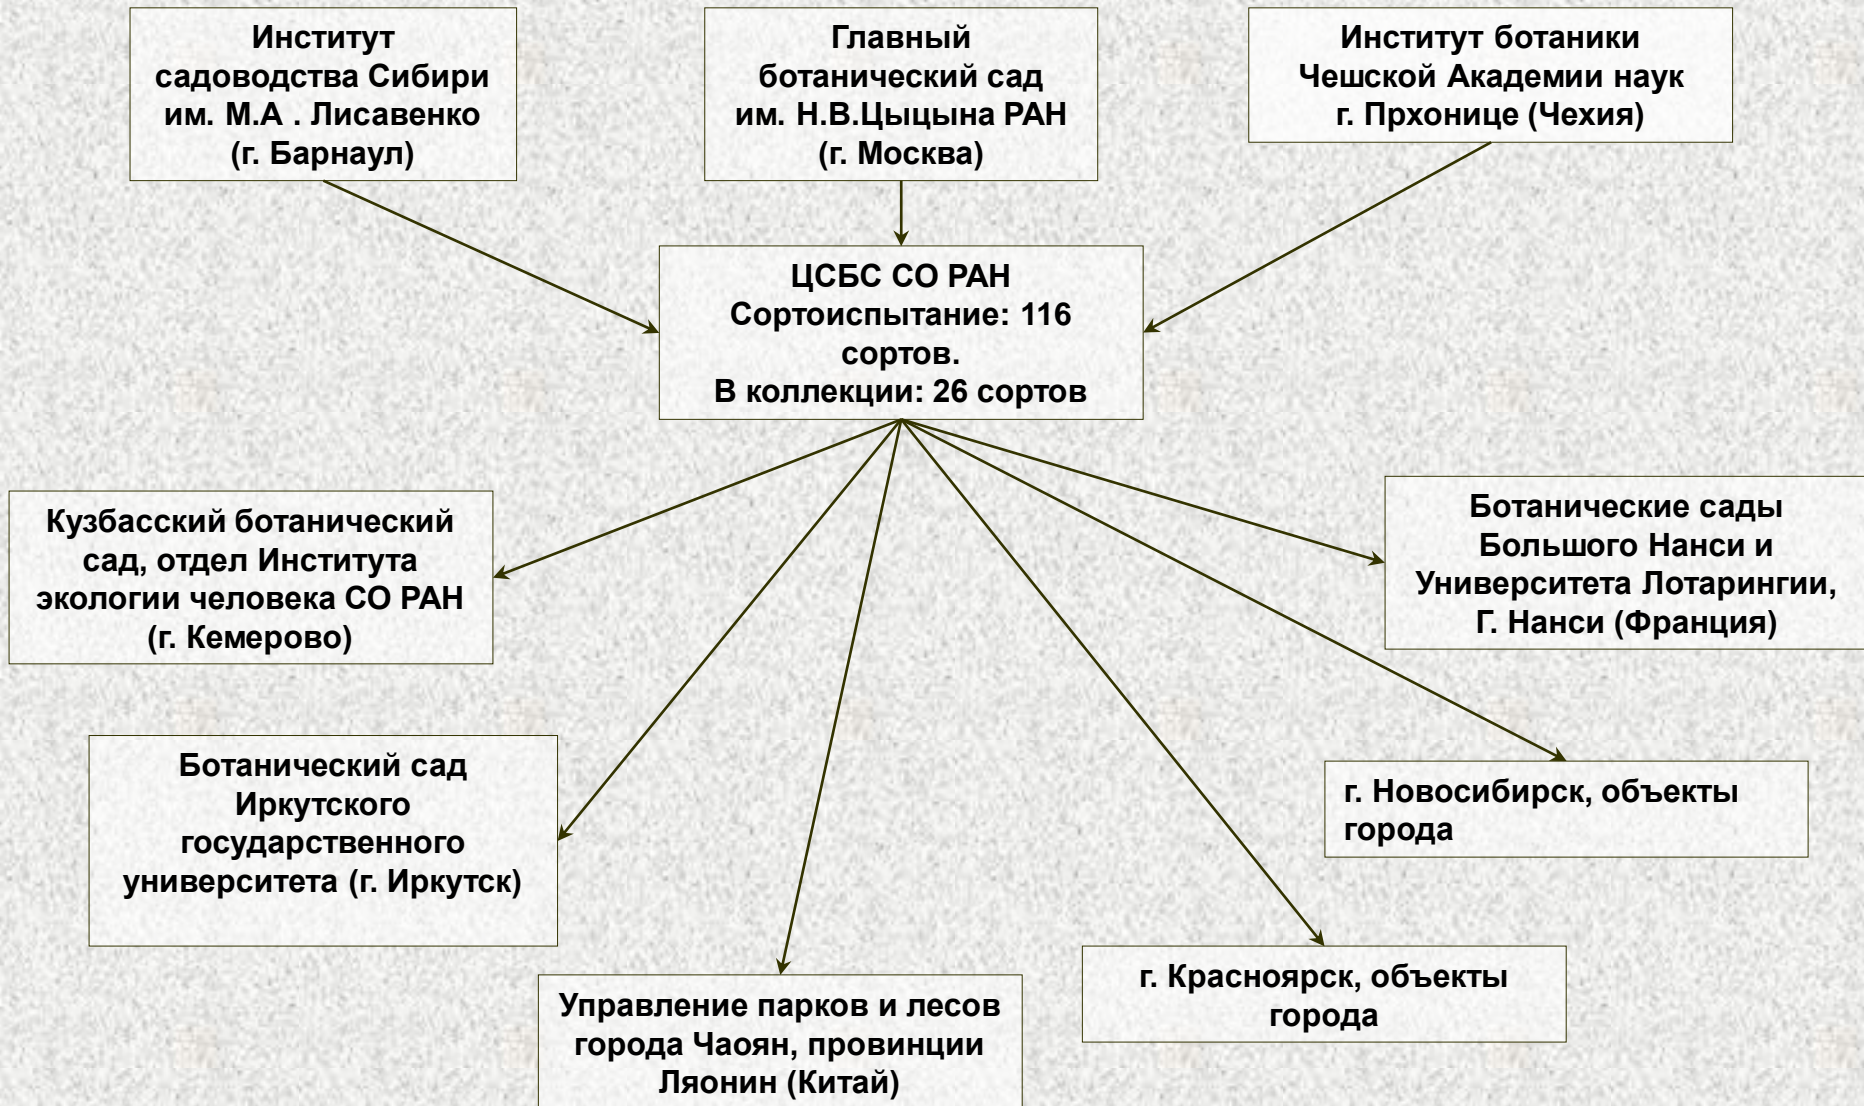 Институт
садоводства Сибири
им. М.А . Лисавенко
(г. Барнаул)
Главный
ботанический сад
им. Н.В.Цыцына РАН
(г. Москва)
Институт ботаники
Чешской Академии наук
г. Прхонице (Чехия)
ЦСБС СО РАН
Сортоиспытание: 116
сортов.
В коллекции: 26 сортов
Кузбасский ботанический
сад, отдел Института
экологии человека СО РАН
(г. Кемерово)
Ботанические сады
Большого Нанси и
Университета Лотарингии,
Г. Нанси (Франция)
Ботанический сад
Иркутского
государственного
университета (г. Иркутск)
г. Новосибирск, объекты
города
Управление парков и лесов
города Чаоян, провинции
Ляонин (Китай)
г. Красноярск, объекты
города